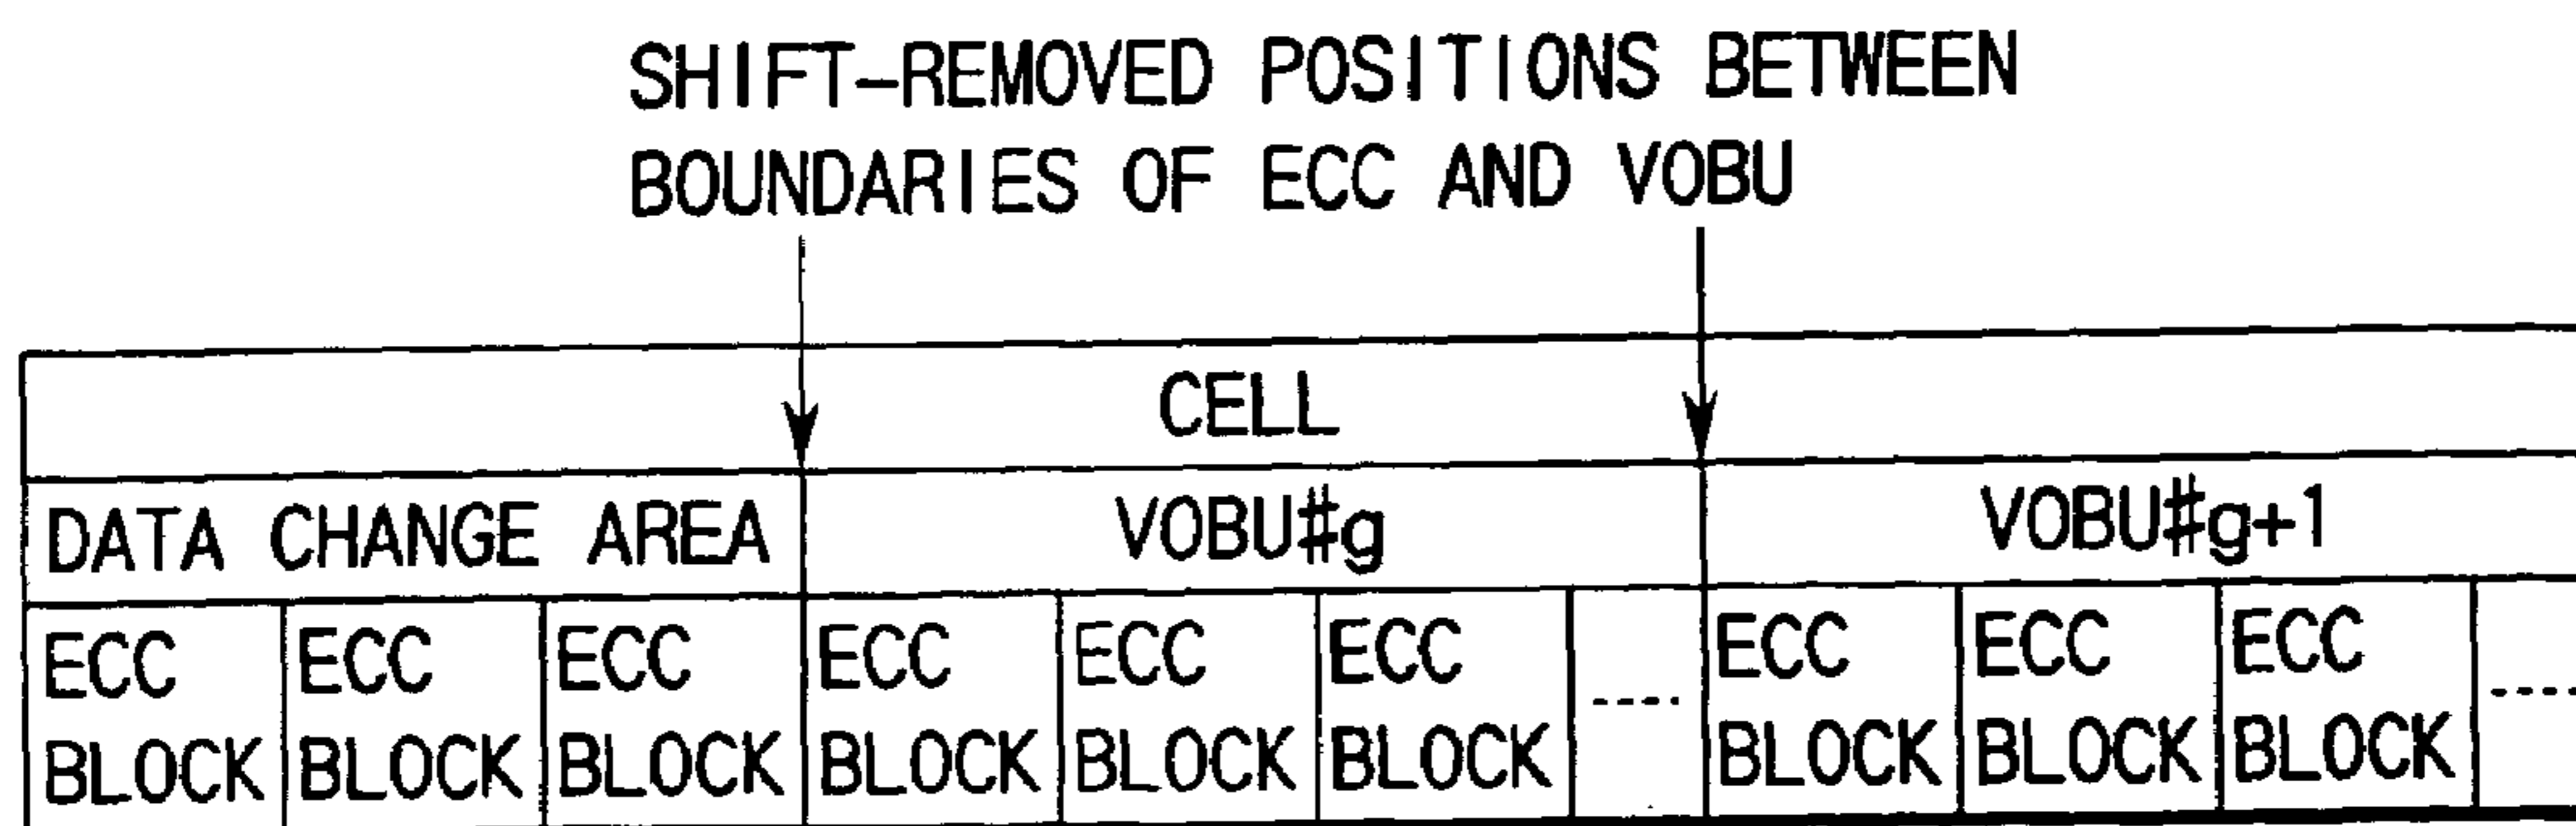 SHIFT-REMOVED POSITIONS BETWEEN
BOUNDARIES OF ECC AND VOBU
CELL
DATA CHANGE AREA VOBU#g VOBU#g+1
ECC ECC ECC ECC ECC ECC ECC ECC ECC
BLOCK BLOCK BLOCK BLOCK BLOCK BLOCK ----- BLOCK BLOCK BLOCK ----